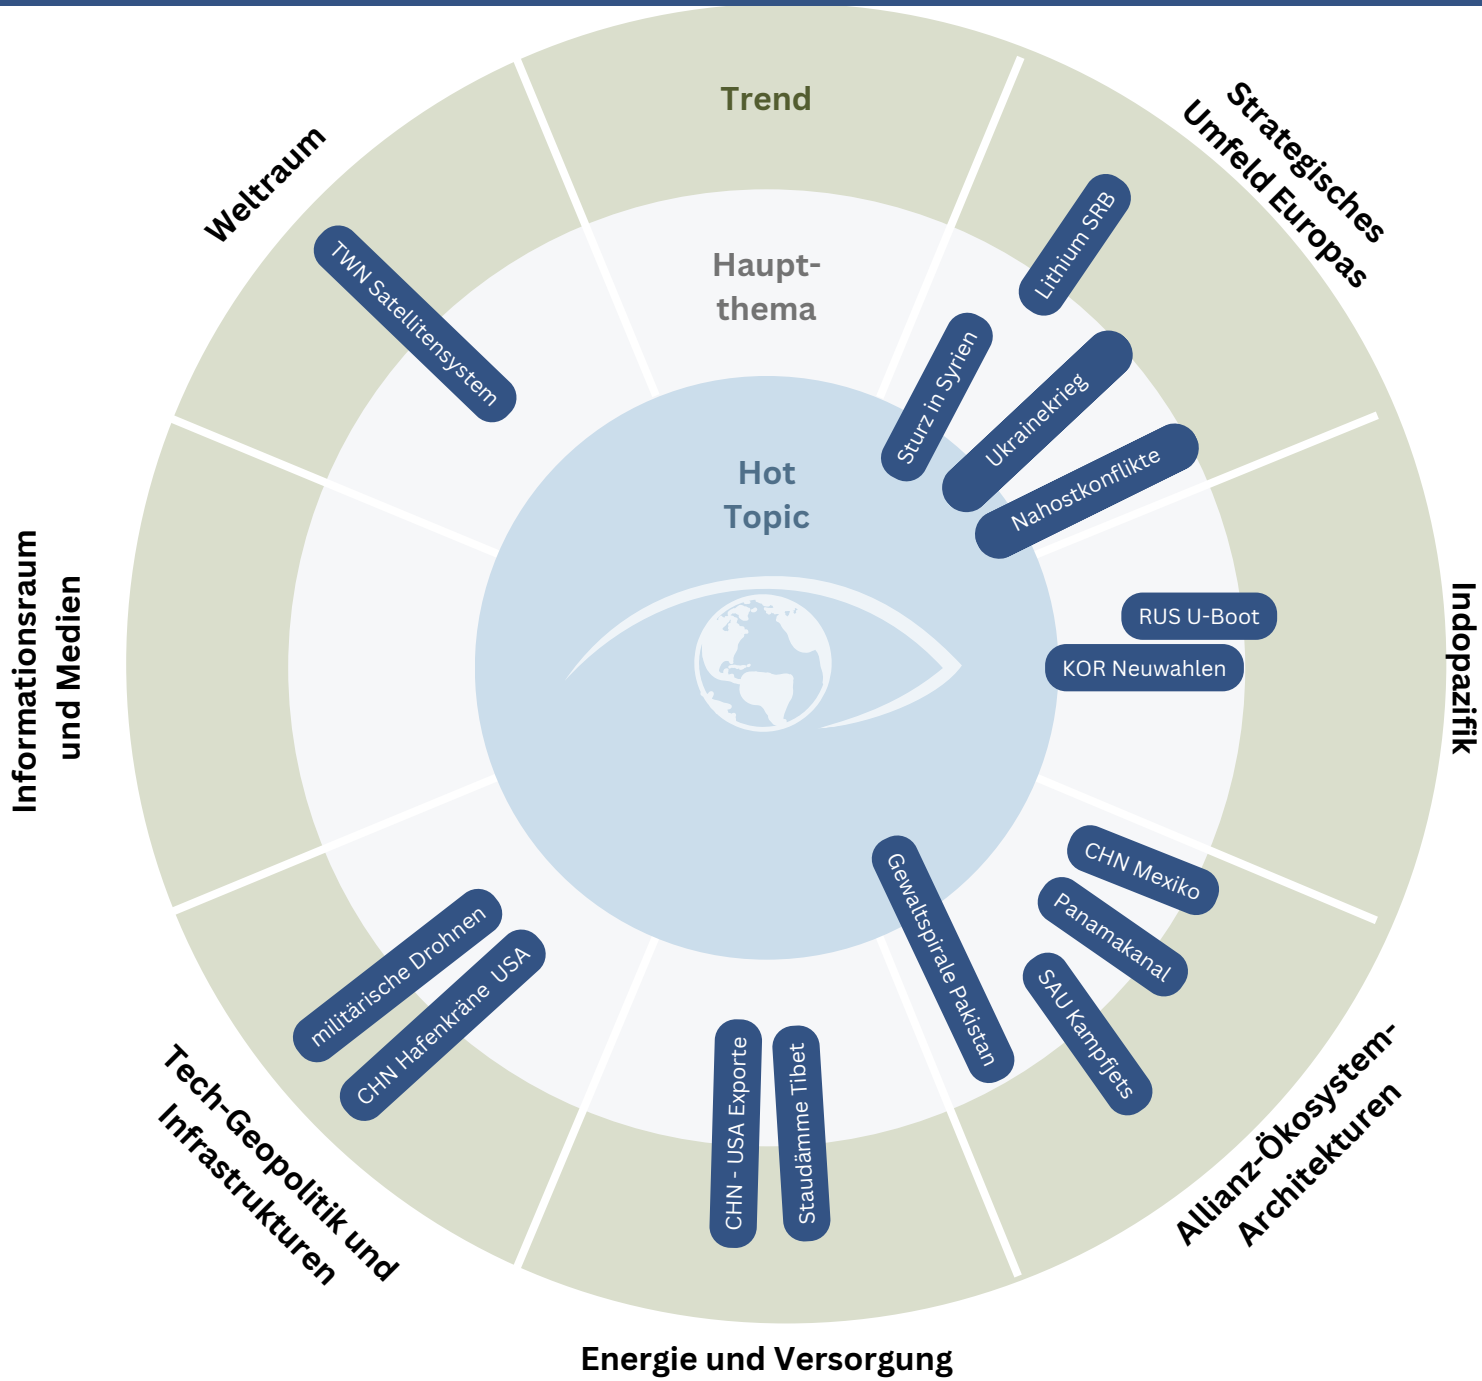 Trend
Haupt-
thema
Hot
Topic
Strategisches
Umfeld Europas
Lithium SRB
Sturz in Syrien
Ukrainekrieg
Nahostkonflikte
Indopazifik
RUS U-Boot
KOR Neuwahlen
Allianz-Ökosystem-
Architekturen
CHN Mexiko
Panamakanal
SAU Kampfjets
Gewaltspirale Pakistan
Energie und Versorgung
Staudämme Tibet
CHN - USA Exporte
Tech-Geopolitik und
Infrastrukturen
CHN Hafenkräne USA
militärische Drohnen
Informationsraum
und Medien
Weltraum
TWN Satellitensystem